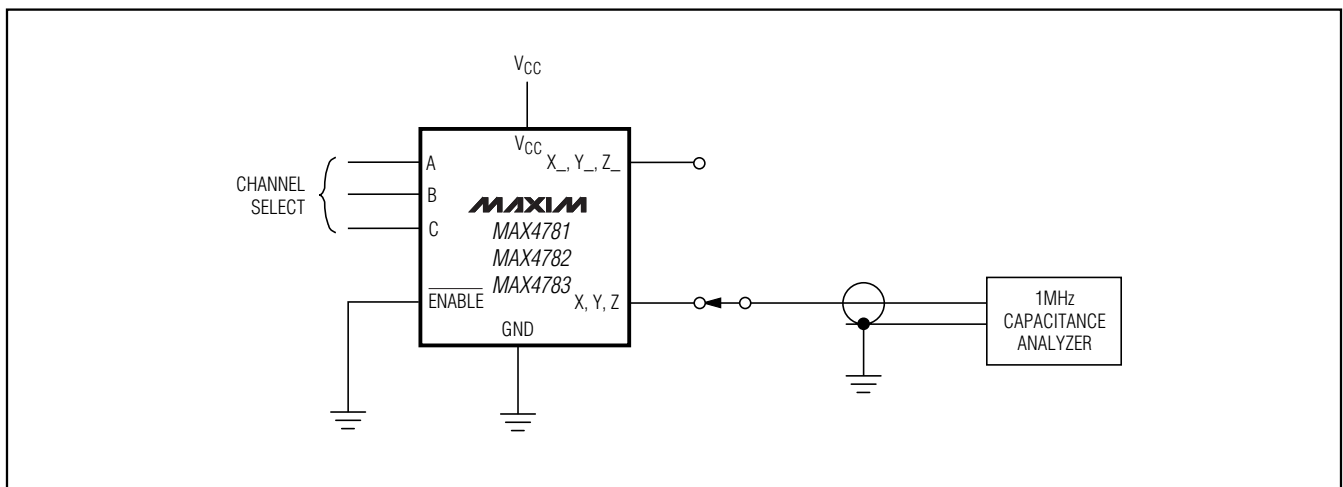 VCC
VCC
X_, Y_, Z_
A
CHANNEL
SELECT
B
MAXIM
C
MAX4781
MAX4782
MAX4783
ENABLE
X, Y, Z
GND
1MHz
CAPACITANCE
ANALYZER